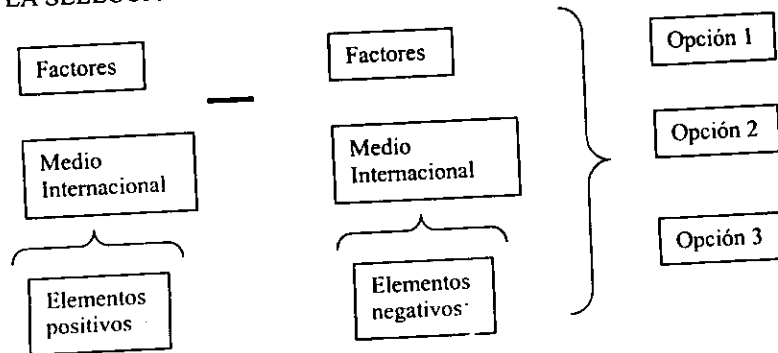 Factores
Medio
Internacional
Elementos
positivos
Factores
Medio
Internacional
Elementos
negativos
Opción 1
Opción 2
Opción 3